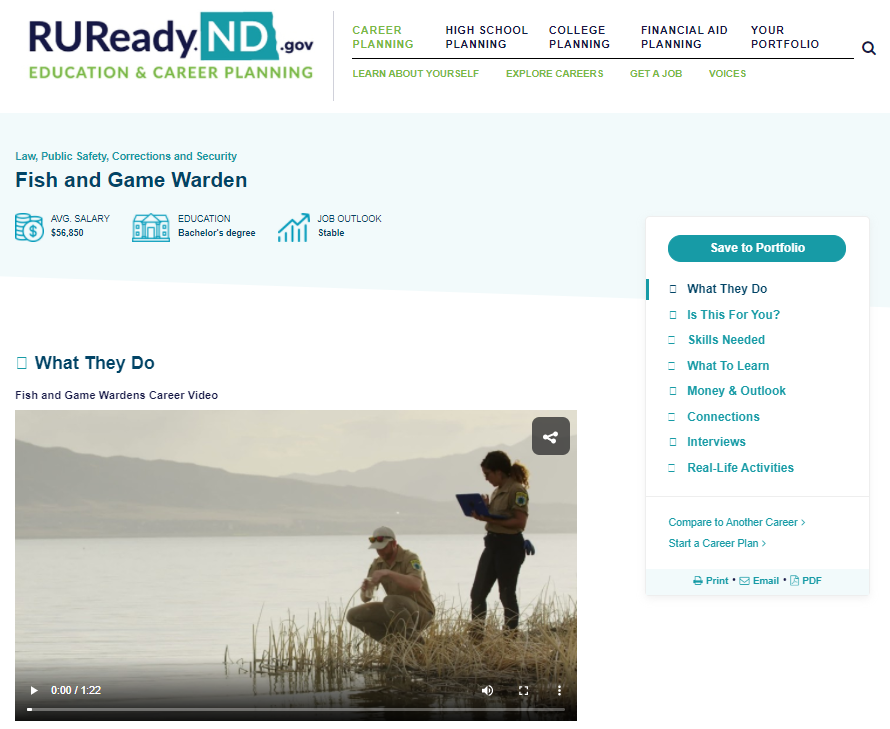 RUReady.ND.gov
EDUCATION & CAREER PLANNING
CAREER PLANNING
HIGH SCHOOL PLANNING
COLLEGE PLANNING
FINANCIAL AID PLANNING
YOUR PORTFOLIO
LEARN ABOUT YOURSELF
EXPLORE CAREERS
GET A JOB
VOICES
Law, Public Safety, Corrections and Security
Fish and Game Warden
AVG. SALARY
$56,850
EDUCATION
Bachelor's degree
JOB OUTLOOK
Stable
Save to Portfolio
What They Do
Is This For You?
Skills Needed
What To Learn
Money & Outlook
Connections
Interviews
Real-Life Activities
Compare to Another Career >
Start a Career Plan >
Print • Email • PDF
What They Do
Fish and Game Wardens Career Video
0:00 / 1:22